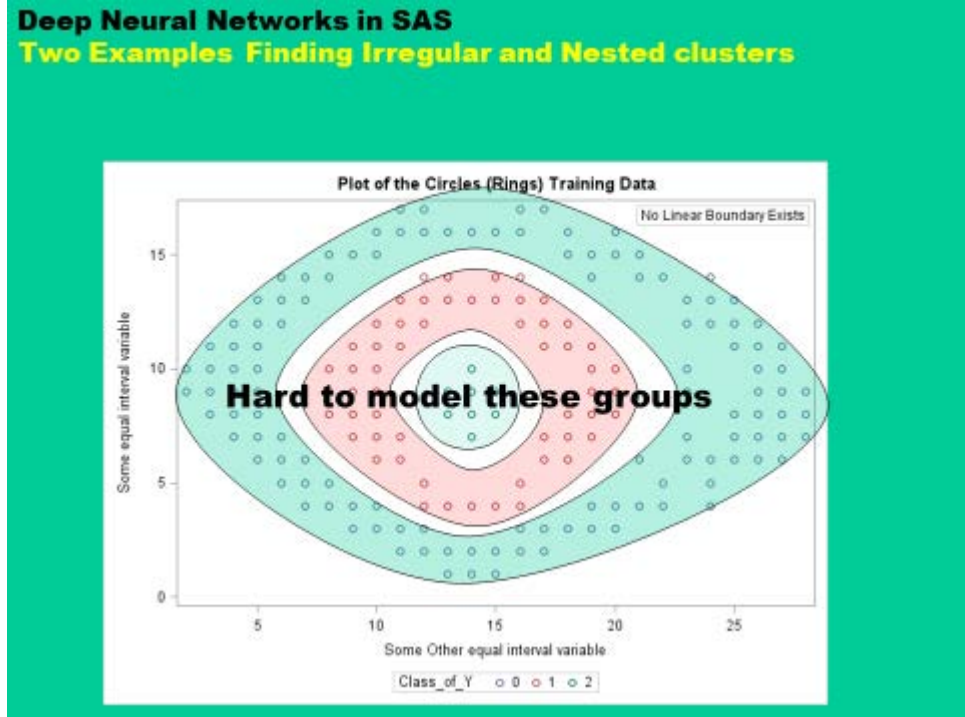 Deep Neural Networks in SAS
Two Examples Finding Irregular and Nested clusters
Plot of the Circles (Rings) Training Data
No Linear Boundary Exists
15
10
5
0
Some equal interval variable
Hard to model these groups
5 10 15 20 25
Some Other equal interval variable
Class_of_Y 0 1 2